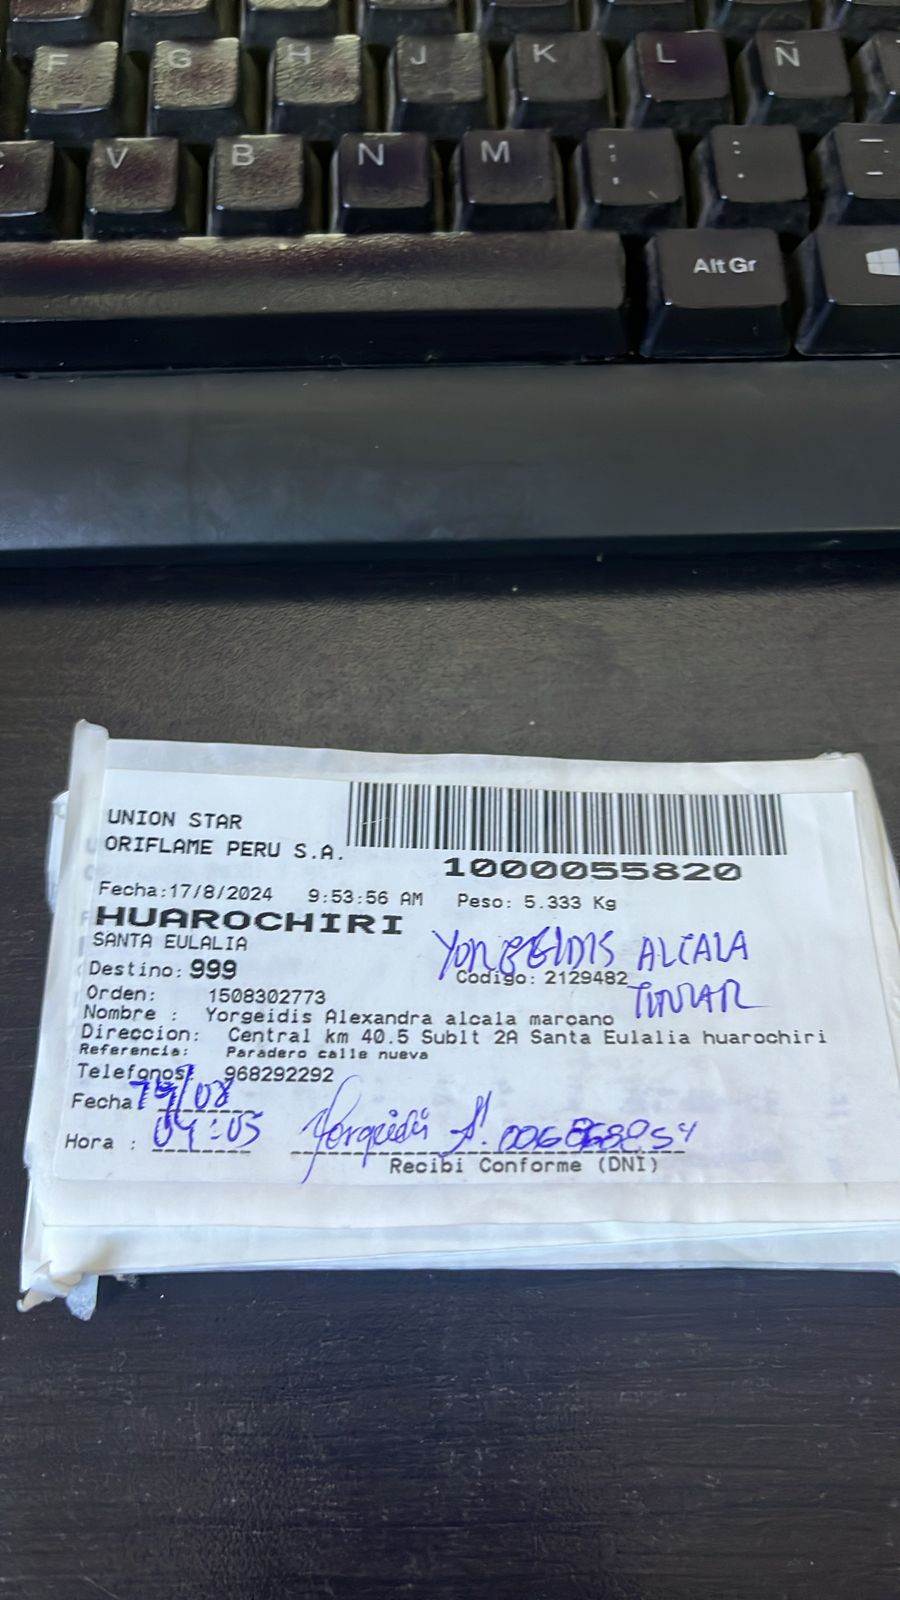 F G H J K L Ñ
V B N M ; , : .
Alt Gr
UNION STAR
ORIFLAME PERU S.A.
1000055820
Fecha:17/8/2024 9:53:56 AM Peso: 5.333 Kg
HUAROCHIRI
SANTA EULALIA
YORGEIDIS ALCALA
Destino: 999
Codigo: 2129482
TITULAR
Orden: 1508302773
Nombre : Yorgeidis Alexandra alcala marcano
Direccion: Central km 40.5 Sublt 2A Santa Eulalia huarochiri
Referencia: Paradero calle nueva
Telefonos: 968292292
Fecha 19/08
Hora : 04:05 Yorgeidis A.
Recibi Conforme (DNI)